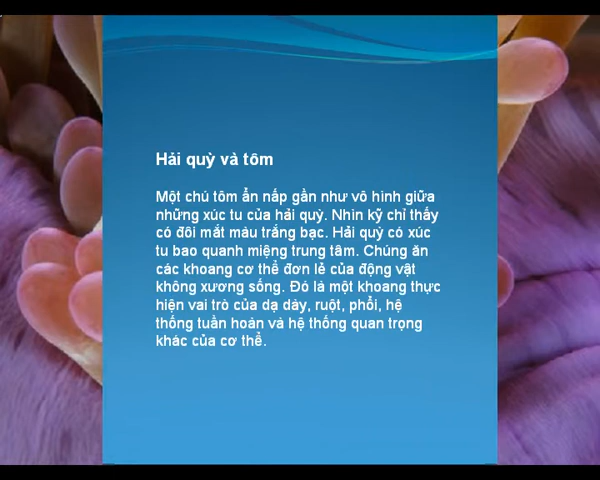 Hải quỳ và tôm
Một chú tôm ẩn nấp gần như vô hình giữa
những xúc tu của hải quỳ. Nhìn kỹ chỉ thấy
có đôi mắt màu trắng bạc. Hải quỳ có xúc
tu bao quanh miệng trung tâm. Chúng ăn
các khoang cơ thể đơn lẻ của động vật
không xương sống. Đó là một khoang thực
hiện vai trò của dạ dày, ruột, phổi, hệ
thống tuần hoàn và hệ thống quan trọng
khác của cơ thể.